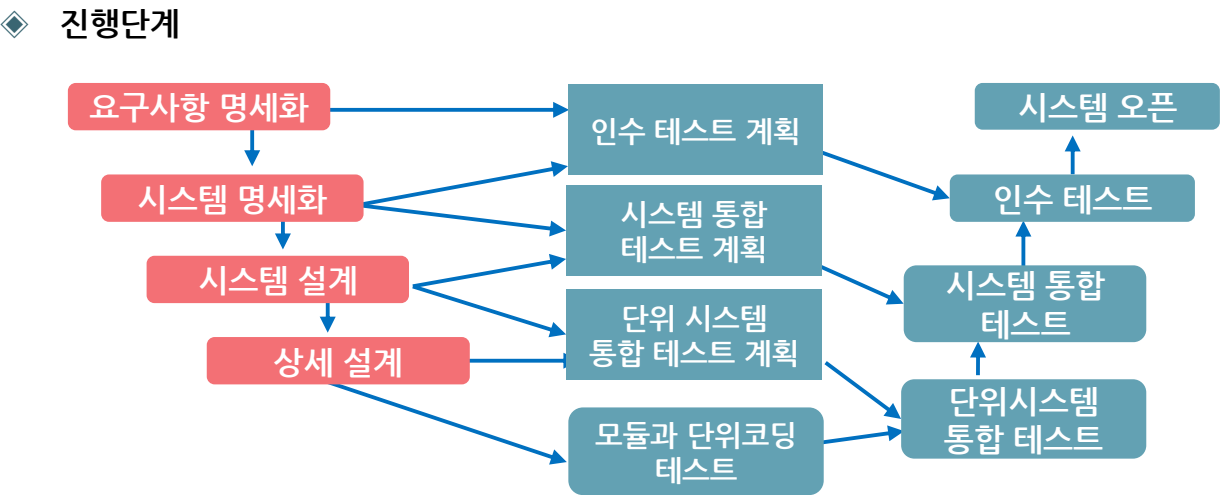 진행단계
요구사항 명세화
시스템 명세화
시스템 설계
상세 설계
인수 테스트 계획
시스템 통합
테스트 계획
단위 시스템
통합 테스트 계획
모듈과 단위코딩
테스트
시스템 오픈
인수 테스트
시스템 통합
테스트
단위시스템
통합 테스트